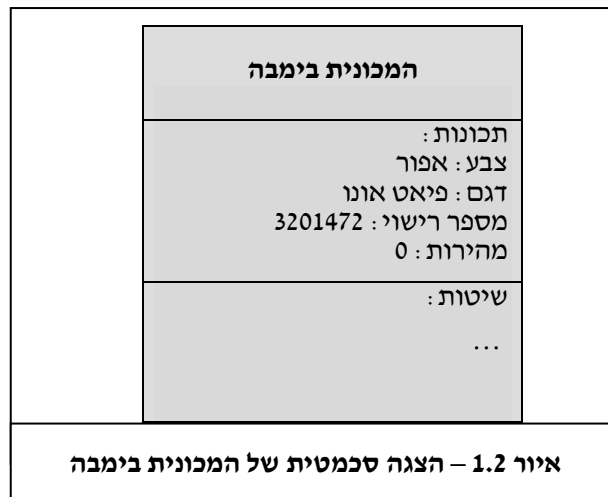 המכונית בימבה
תכונות:
צבע: אפור
דגם: פיאט אונו
מספר רישוי: 3201472
מהירות: 0
שיטות:
...
איור 1.2 – הצגה סכמטית של המכונית בימבה